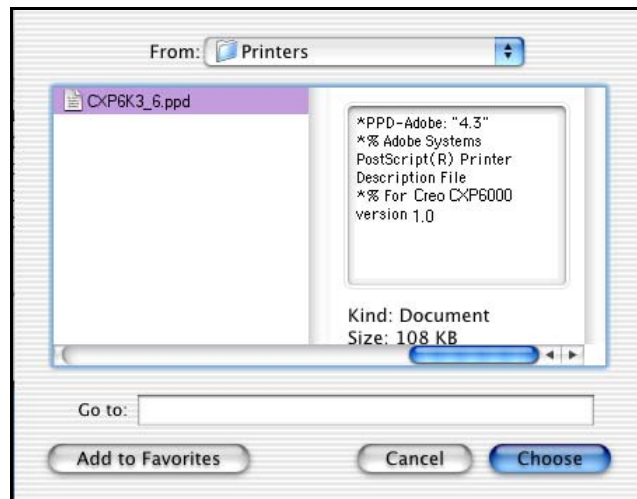 From: Printers
CXP6K3_6.ppd
*PPD-Adobe: "4.3"
*% Adobe Systems
PostScript(R) Printer
Description File
*% For Creo CXP6000
version 1.0
Kind: Document
Size: 108 KB
Go to:
Add to Favorites Cancel Choose